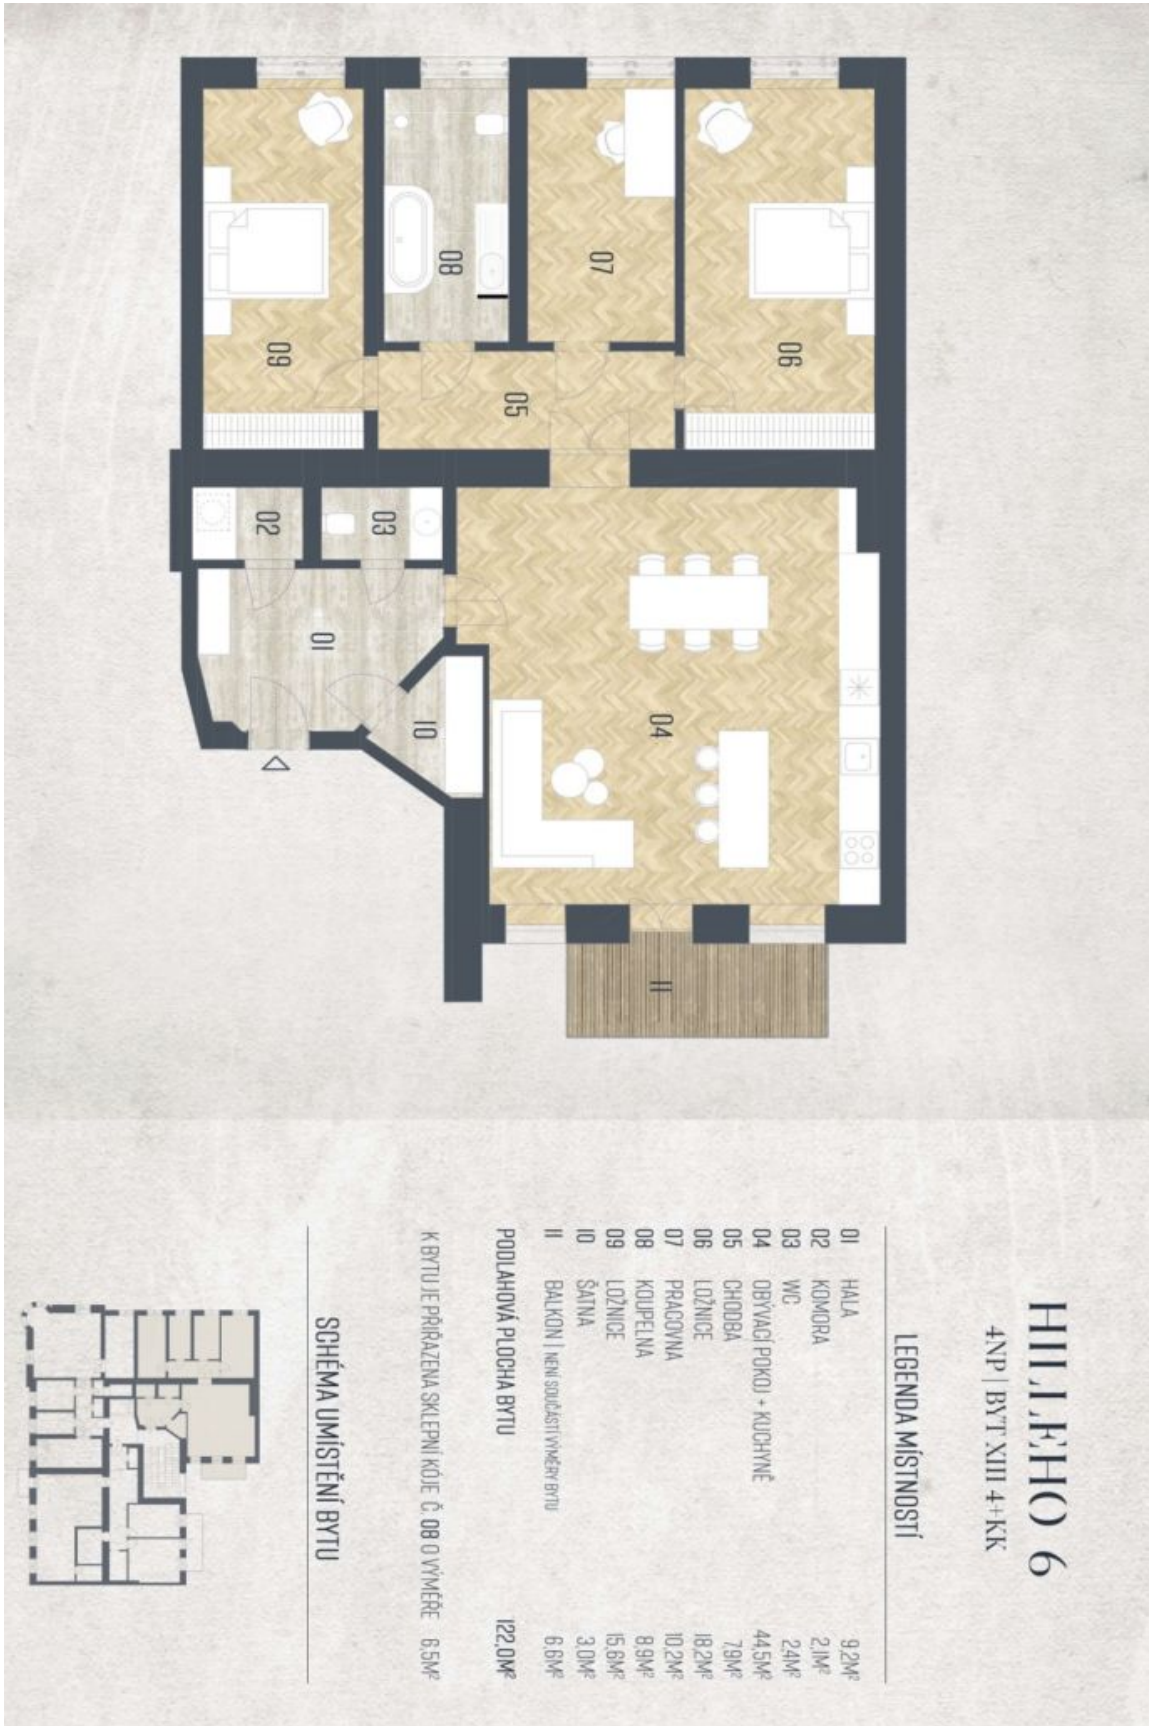 HILLEHO 6
4NP | BYT XIII 4+KK
LEGENDA MÍSTNOSTÍ
01 HALA 9,2M²
02 KOMORA 2,1M²
03 WC 2,4M²
04 OBÝVACÍ POKOJ + KUCHYNĚ 44,5M²
05 CHODBA 7,9M²
06 LOŽNICE 18,2M²
07 PRACOVNA 10,2M²
08 KOUPELNA 8,9M²
09 LOŽNICE 15,6M²
10 ŠATNA 3,0M²
11 BALKON | NENÍ SOUČÁSTÍ VÝMĚRY BYTU 6,6M²
PODLAHOVÁ PLOCHA BYTU 122,0M²
K BYTU JE PŘIŘAZENA SKLEPNÍ KÓJE Č. 08 O VÝMĚŘE 6,5M²
SCHÉMA UMÍSTĚNÍ BYTU
06
07
08
09
05
02
03
01
10
04
11